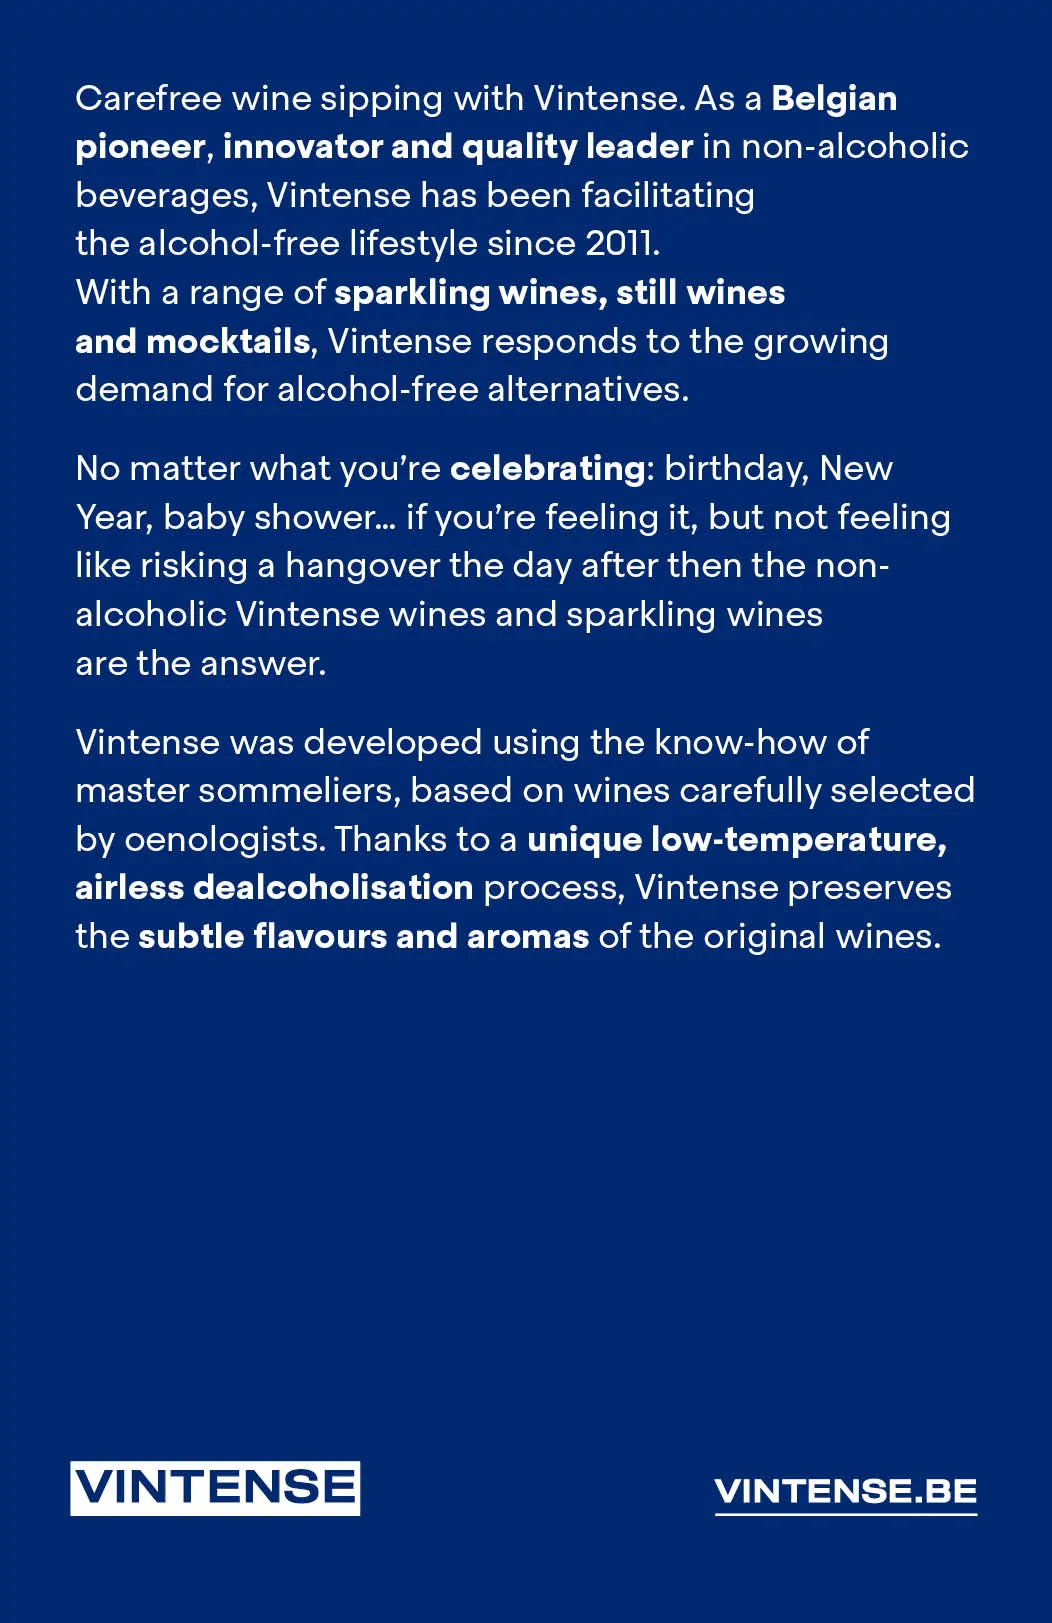 Carefree wine sipping with Vintense. As a Belgian
pioneer, innovator and quality leader in non-alcoholic
beverages, Vintense has been facilitating
the alcohol-free lifestyle since 2011.
With a range of sparkling wines, still wines
and mocktails, Vintense responds to the growing
demand for alcohol-free alternatives.
No matter what you’re celebrating: birthday, New
Year, baby shower... if you’re feeling it, but not feeling
like risking a hangover the day after then the non-
alcoholic Vintense wines and sparkling wines
are the answer.
Vintense was developed using the know-how of
master sommeliers, based on wines carefully selected
by oenologists. Thanks to a unique low-temperature,
airless dealcoholisation process, Vintense preserves
the subtle flavours and aromas of the original wines.
VINTENSE
VINTENSE.BE